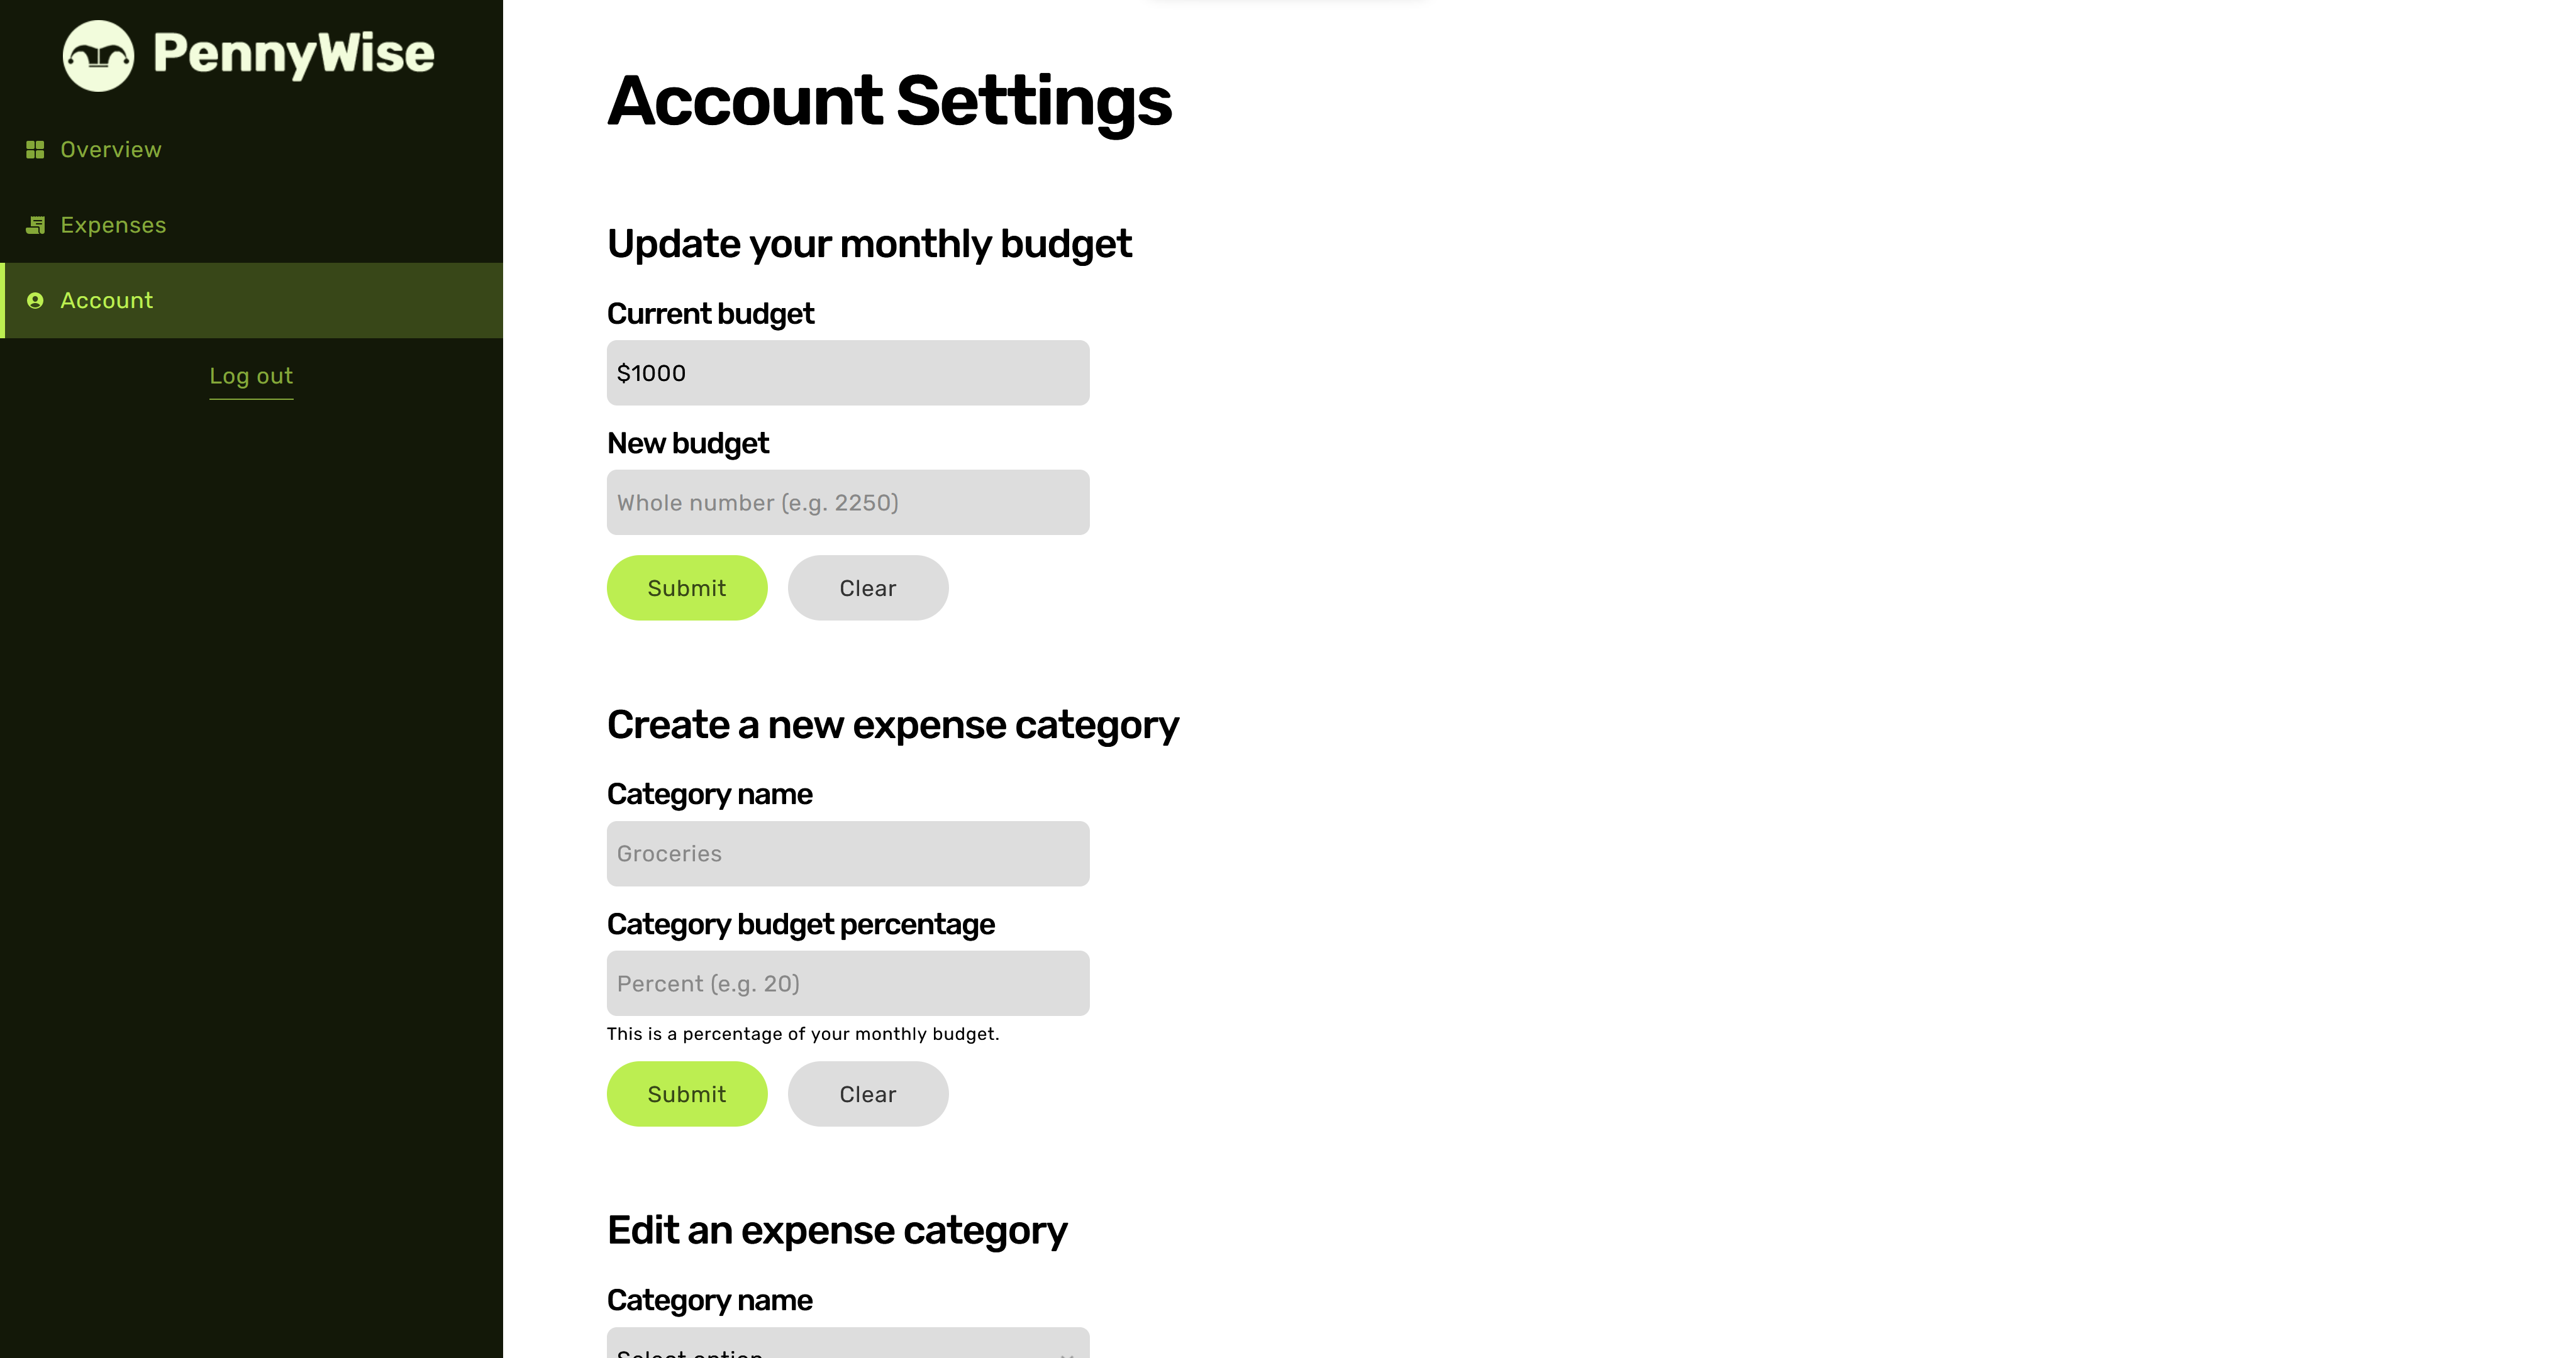 PennyWise
Overview
Expenses
Account
Log out
Account Settings
Update your monthly budget
Current budget
$1000
New budget
Whole number (e.g. 2250)
Submit Clear
Create a new expense category
Category name
Groceries
Category budget percentage
Percent (e.g. 20)
This is a percentage of your monthly budget.
Submit Clear
Edit an expense category
Category name
Select option